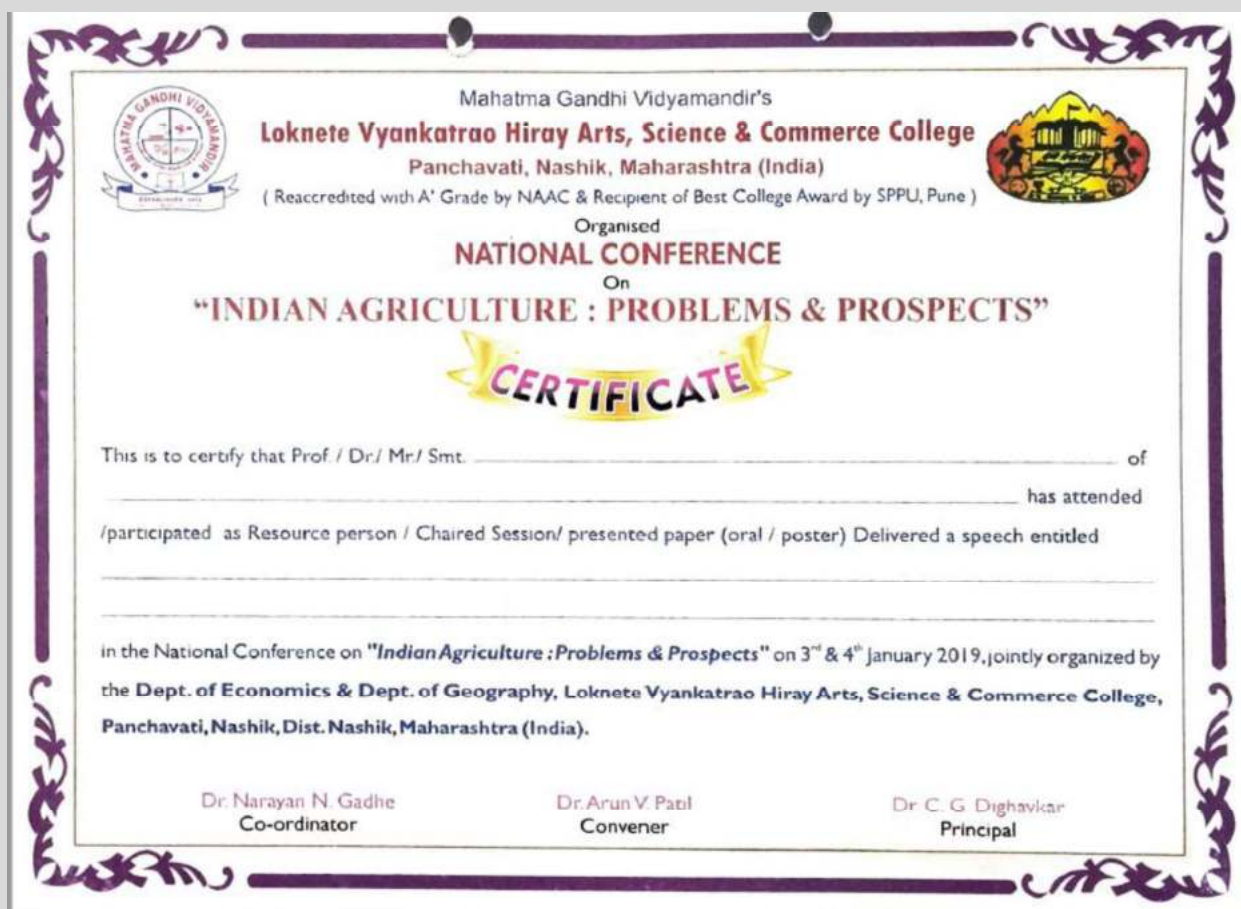 Mahatma Gandhi Vidyamandir's
Loknete Vyankatrao Hiray Arts, Science & Commerce College
Panchavati, Nashik, Maharashtra (India)
( Reaccredited with A' Grade by NAAC & Recipient of Best College Award by SPPU, Pune )
MAHATMA GANDHI VIDYAMANDIR
Organised
NATIONAL CONFERENCE
On
“INDIAN AGRICULTURE : PROBLEMS & PROSPECTS”
CERTIFICATE
This is to certify that Prof. / Dr./ Mr./ Smt. of
has attended
/participated as Resource person / Chaired Session/ presented paper (oral / poster) Delivered a speech entitled
in the National Conference on "Indian Agriculture : Problems & Prospects" on 3rd & 4th January 2019, jointly organized by
the Dept. of Economics & Dept. of Geography, Loknete Vyankatrao Hiray Arts, Science & Commerce College,
Panchavati, Nashik, Dist. Nashik, Maharashtra (India).
Dr. Narayan N. Gadhe Dr. Arun V. Patil Dr. C. G. Dighavkar
Co-ordinator Convener Principal